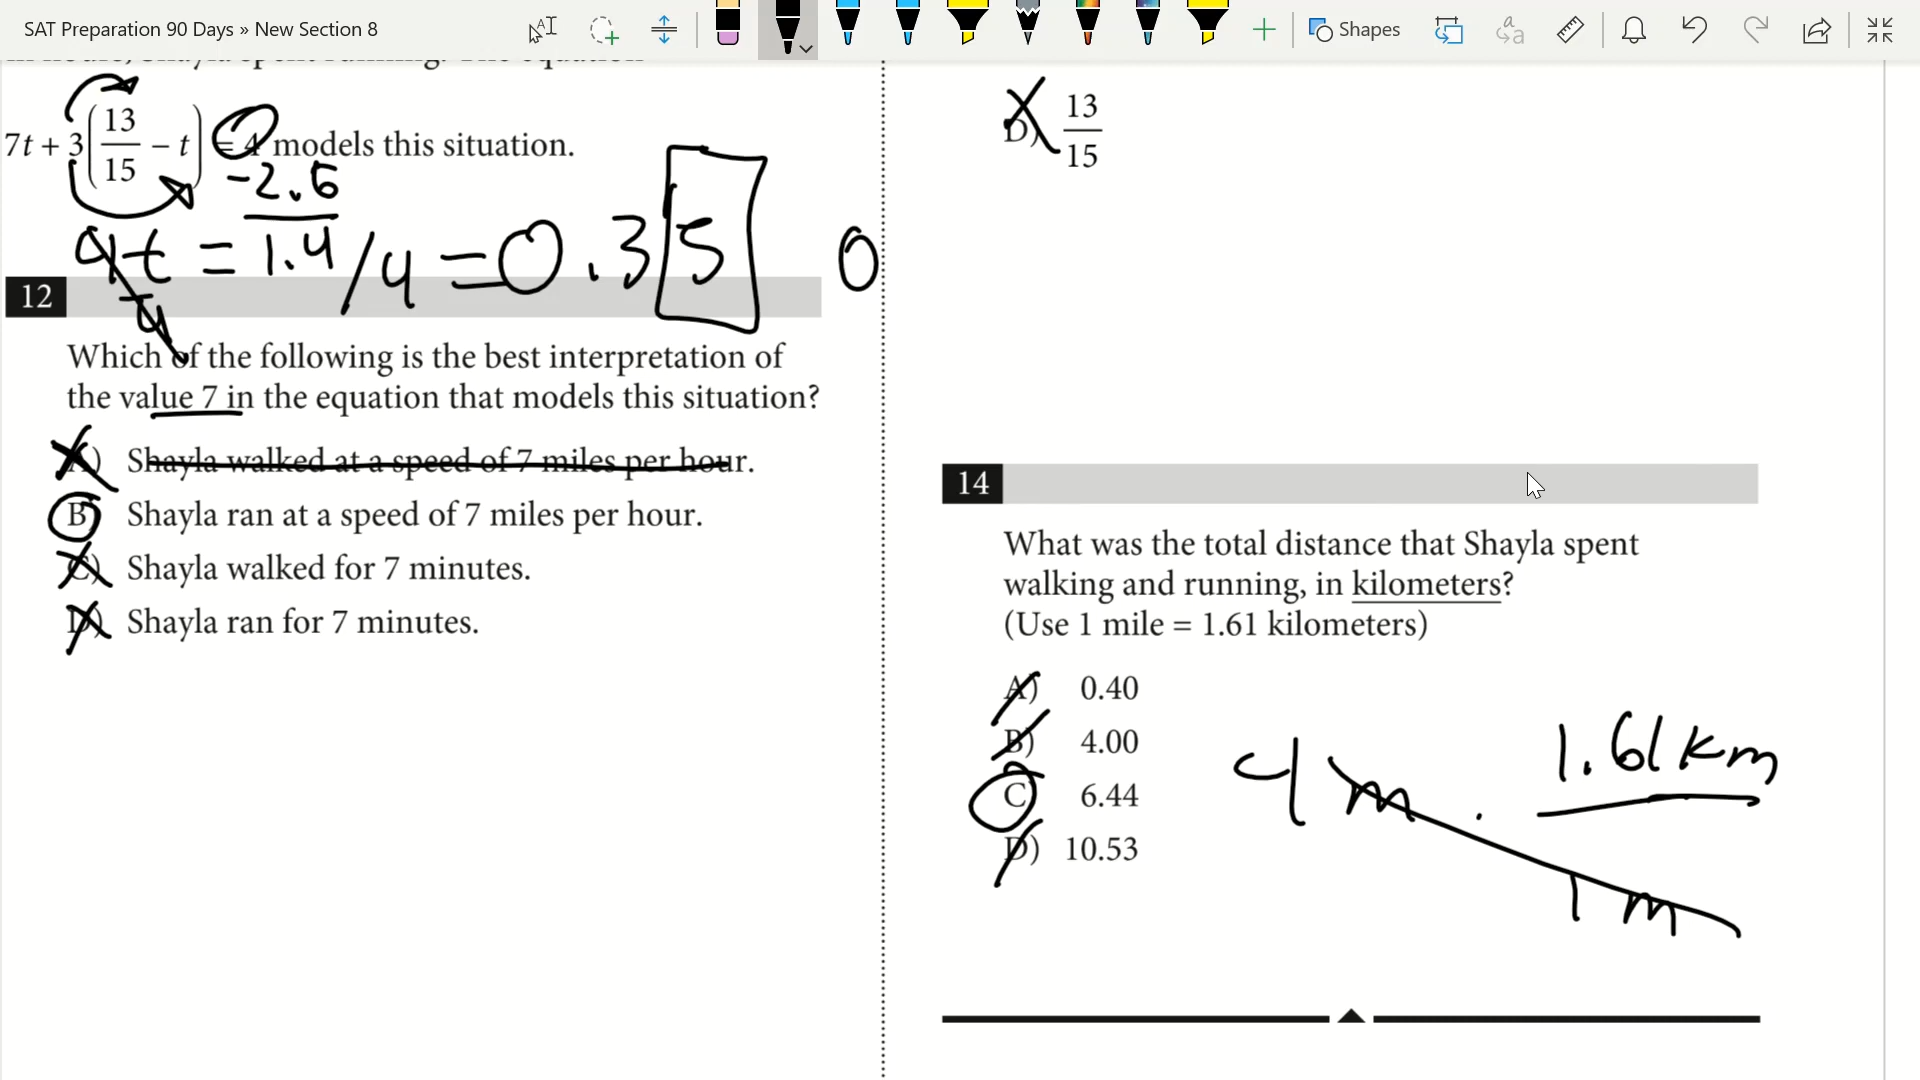 SAT Preparation 90 Days » New Section 8
Shapes
7t + 3(13/15 − t) = 4 models this situation.
-2.6
4t = 1.4 / 4 = 0.35 0
4
12
Which of the following is the best interpretation of
the value 7 in the equation that models this situation?
A) Shayla walked at a speed of 7 miles per hour.
B) Shayla ran at a speed of 7 miles per hour.
C) Shayla walked for 7 minutes.
D) Shayla ran for 7 minutes.
D) 13/15
14
What was the total distance that Shayla spent
walking and running, in kilometers?
(Use 1 mile = 1.61 kilometers)
A) 0.40
B) 4.00
C) 6.44
D) 10.53
4 m . 1.61 km
1 m